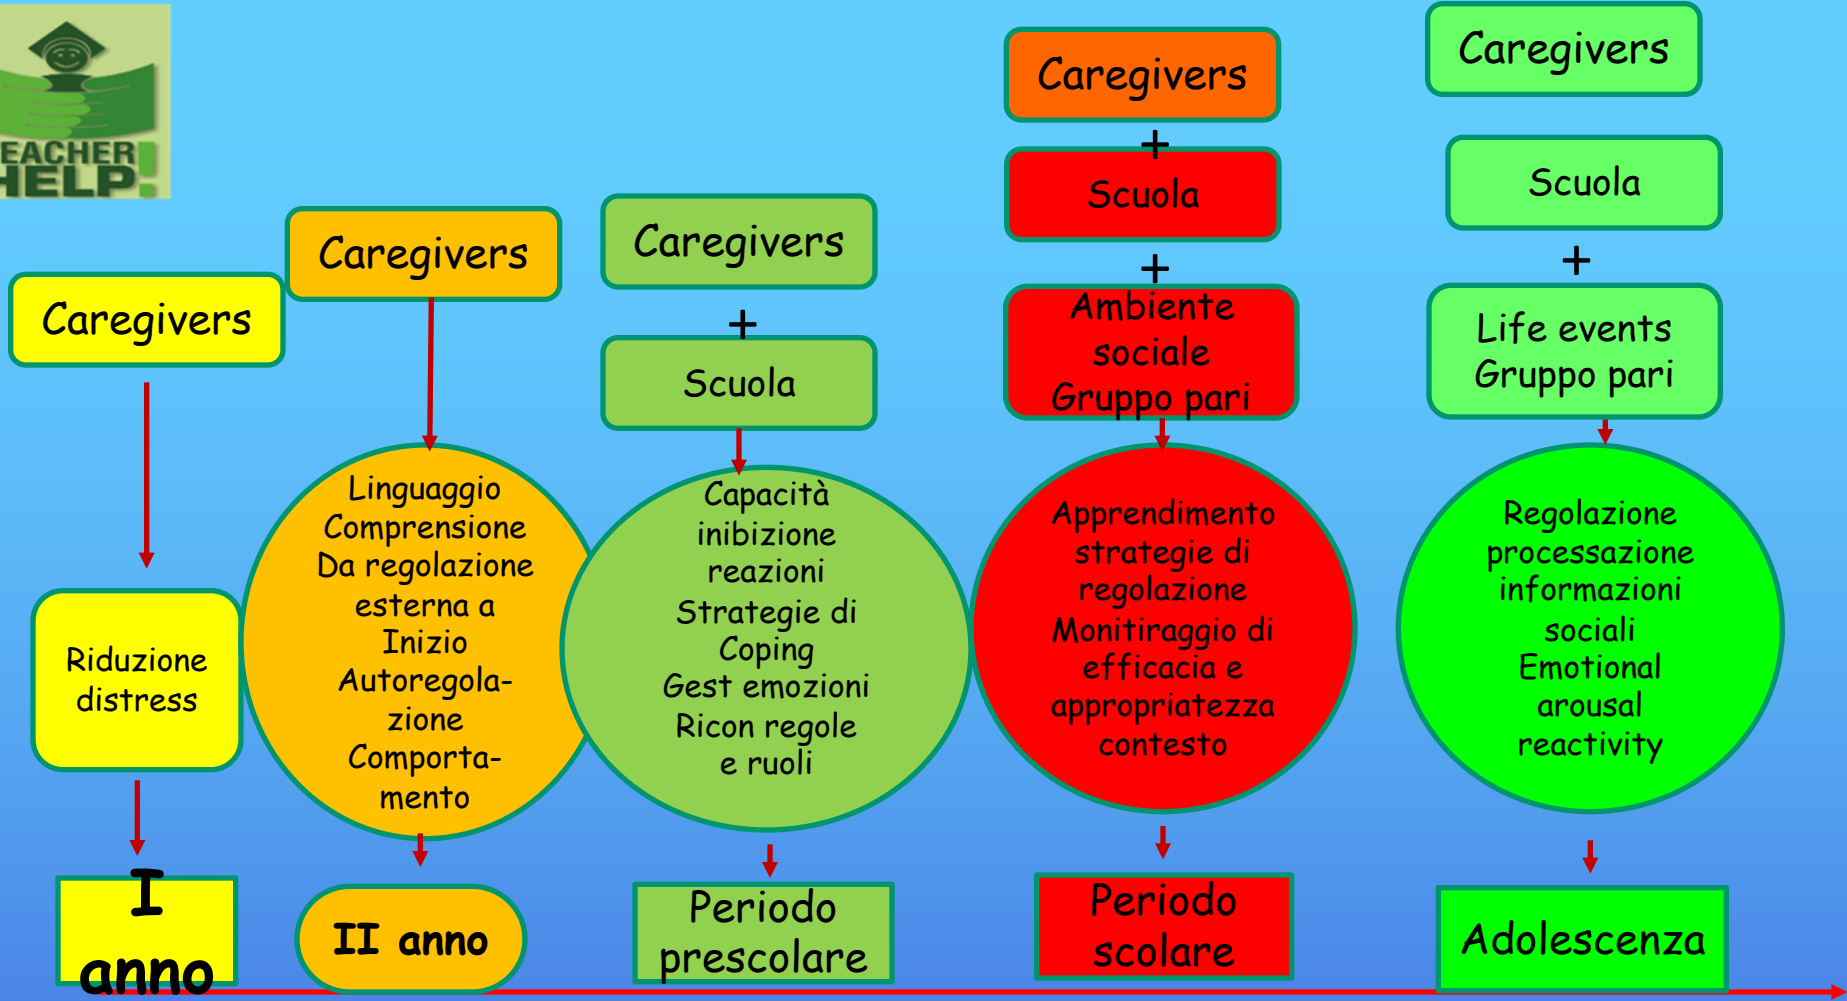 EACHER
HELP!
Caregivers
Riduzione
distress
I
anno
Caregivers
Linguaggio
Comprensione
Da regolazione
esterna a
Inizio
Autoregola-
zione
Comporta-
mento
II anno
Caregivers
+
Scuola
Capacità
inibizione
reazioni
Strategie di
Coping
Gest emozioni
Ricon regole
e ruoli
Periodo
prescolare
Caregivers
+
Scuola
+
Ambiente
sociale
Gruppo pari
Apprendimento
strategie di
regolazione
Monitiraggio di
efficacia e
appropriatezza
contesto
Periodo
scolare
Caregivers
Scuola
+
Life events
Gruppo pari
Regolazione
processazione
informazioni
sociali
Emotional
arousal
reactivity
Adolescenza